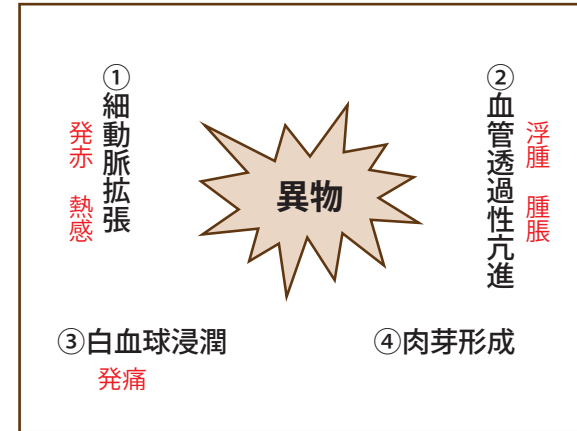 ①細動脈拡張
発赤 熱感
異物
②血管透過性亢進
浮腫 腫脹
③白血球浸潤
発痛
④肉芽形成